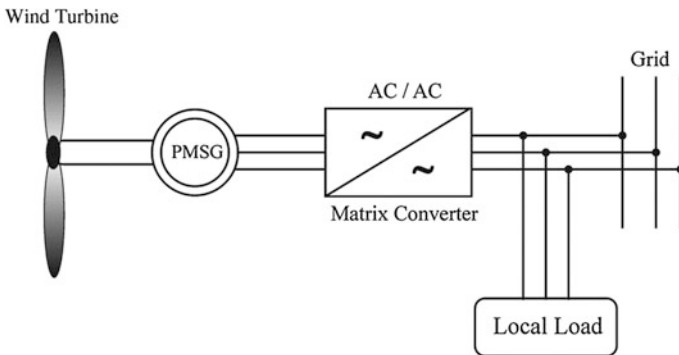 Wind Turbine
Grid
AC / AC
PMSG
~
~
Matrix Converter
Local Load